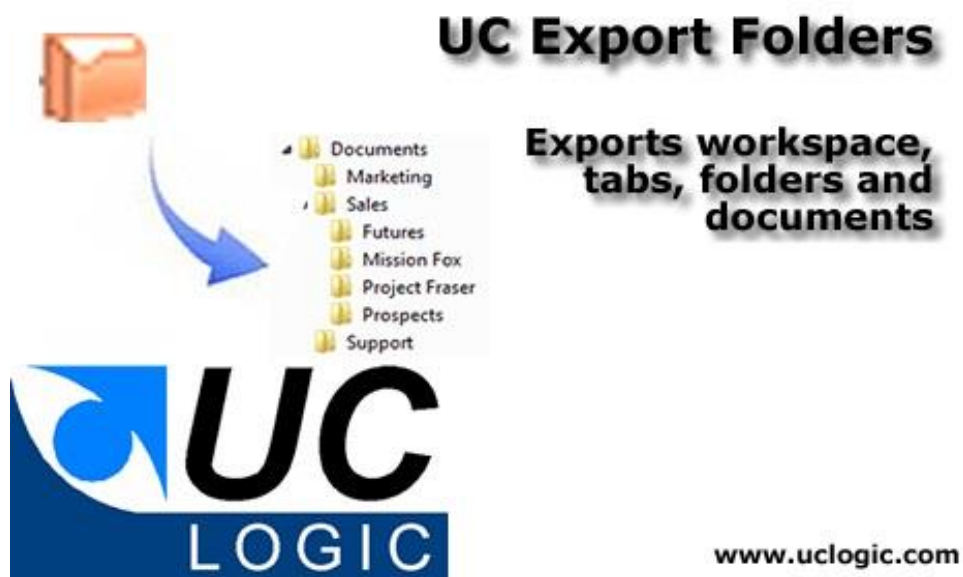 UC Export Folders
Exports workspace,
tabs, folders and
documents
Documents
Marketing
Sales
Futures
Mission Fox
Project Fraser
Prospects
Support
UC
LOGIC
www.uclogic.com